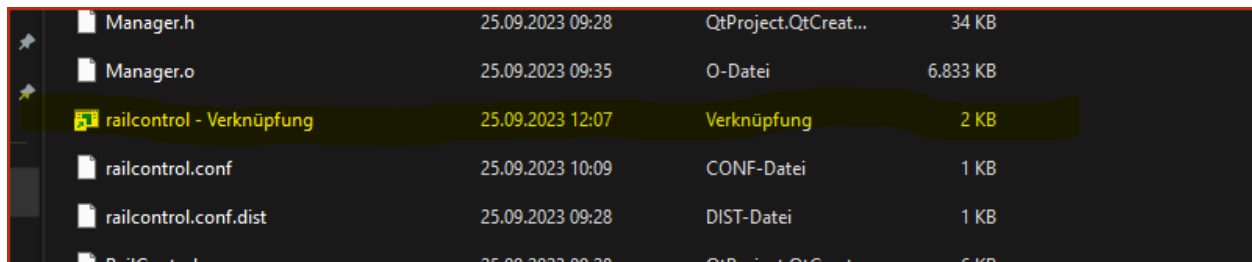 Manager.h 25.09.2023 09:28 QtProject.QtCreat... 34 KB
Manager.o 25.09.2023 09:35 O-Datei 6.833 KB
railcontrol - Verknüpfung 25.09.2023 12:07 Verknüpfung 2 KB
railcontrol.conf 25.09.2023 10:09 CONF-Datei 1 KB
railcontrol.conf.dist 25.09.2023 09:28 DIST-Datei 1 KB